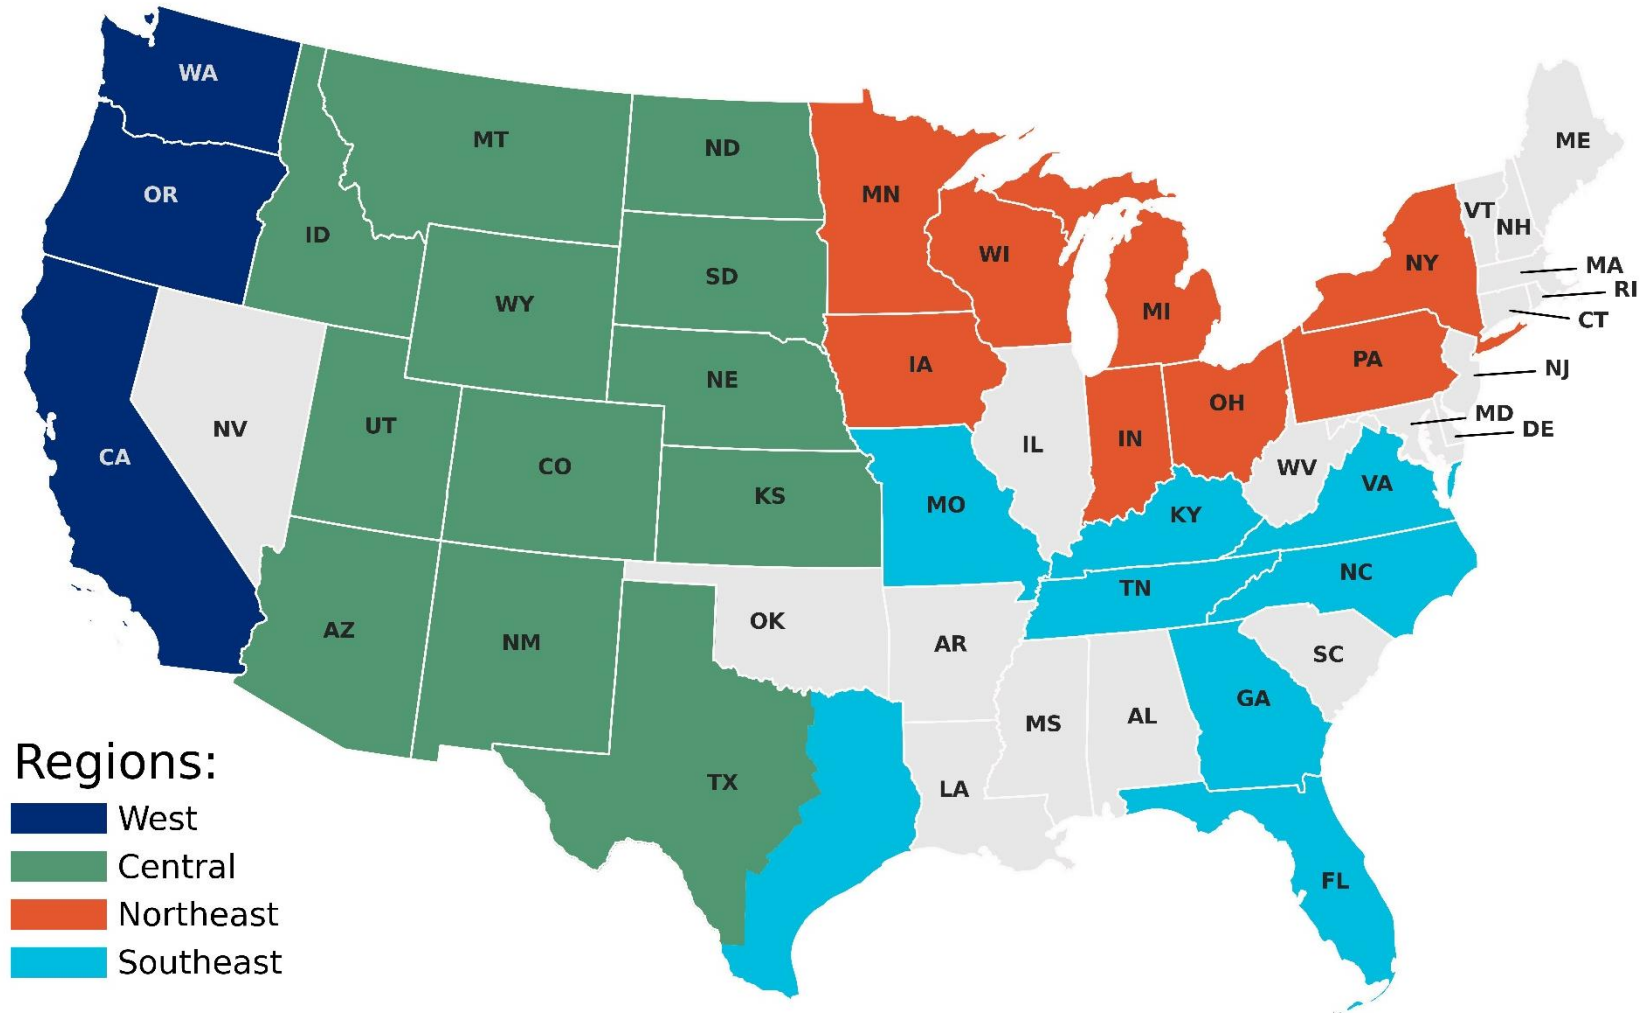 WA
MT
ND
OR
MN
ID
WI
ME
VT
NH
NY
MA
RI
CT
WY
SD
MI
IA
PA
NJ
NE
OH
MD
DE
NV
UT
CO
IL
IN
WV
VA
CA
KS
MO
KY
NC
TN
AZ
NM
OK
AR
SC
GA
MS
AL
TX
LA
FL
Regions:
West
Central
Northeast
Southeast